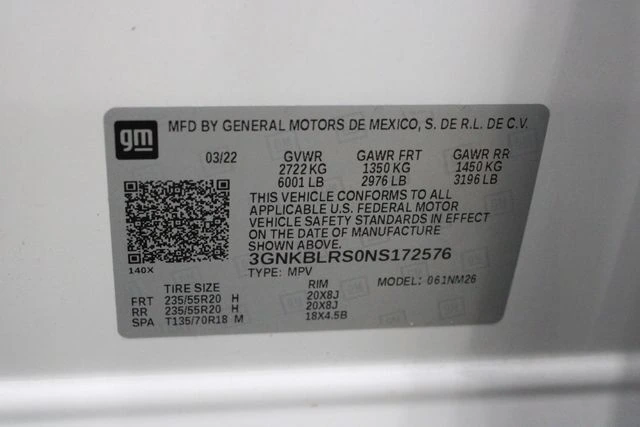 gm
MFD BY GENERAL MOTORS DE MEXICO, S. DE R.L. DE C.V.
03/22 GVWR GAWR FRT GAWR RR
2722 KG 1350 KG 1450 KG
6001 LB 2976 LB 3196 LB
THIS VEHICLE CONFORMS TO ALL
APPLICABLE U.S. FEDERAL MOTOR
VEHICLE SAFETY STANDARDS IN EFFECT
ON THE DATE OF MANUFACTURE
SHOWN ABOVE.
140X
3GNKBLRS0NS172576
TYPE: MPV MODEL: 061NM26
TIRE SIZE RIM
FRT 235/55R20 H 20X8J
RR 235/55R20 H 20X8J
SPA T135/70R18 M 18X4.5B